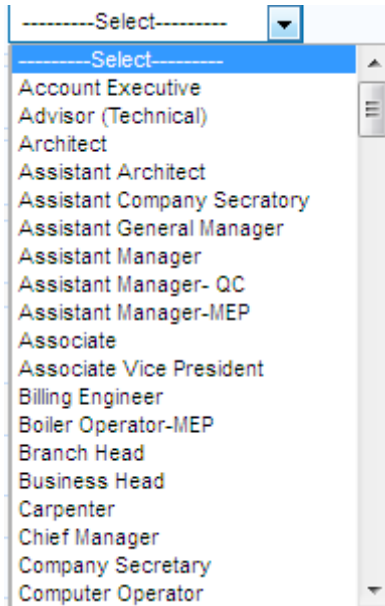 ---------Select---------
---------Select---------
Account Executive
Advisor (Technical)
Architect
Assistant Architect
Assistant Company Secratory
Assistant General Manager
Assistant Manager
Assistant Manager- QC
Assistant Manager-MEP
Associate
Associate Vice President
Billing Engineer
Boiler Operator-MEP
Branch Head
Business Head
Carpenter
Chief Manager
Company Secretary
Computer Operator